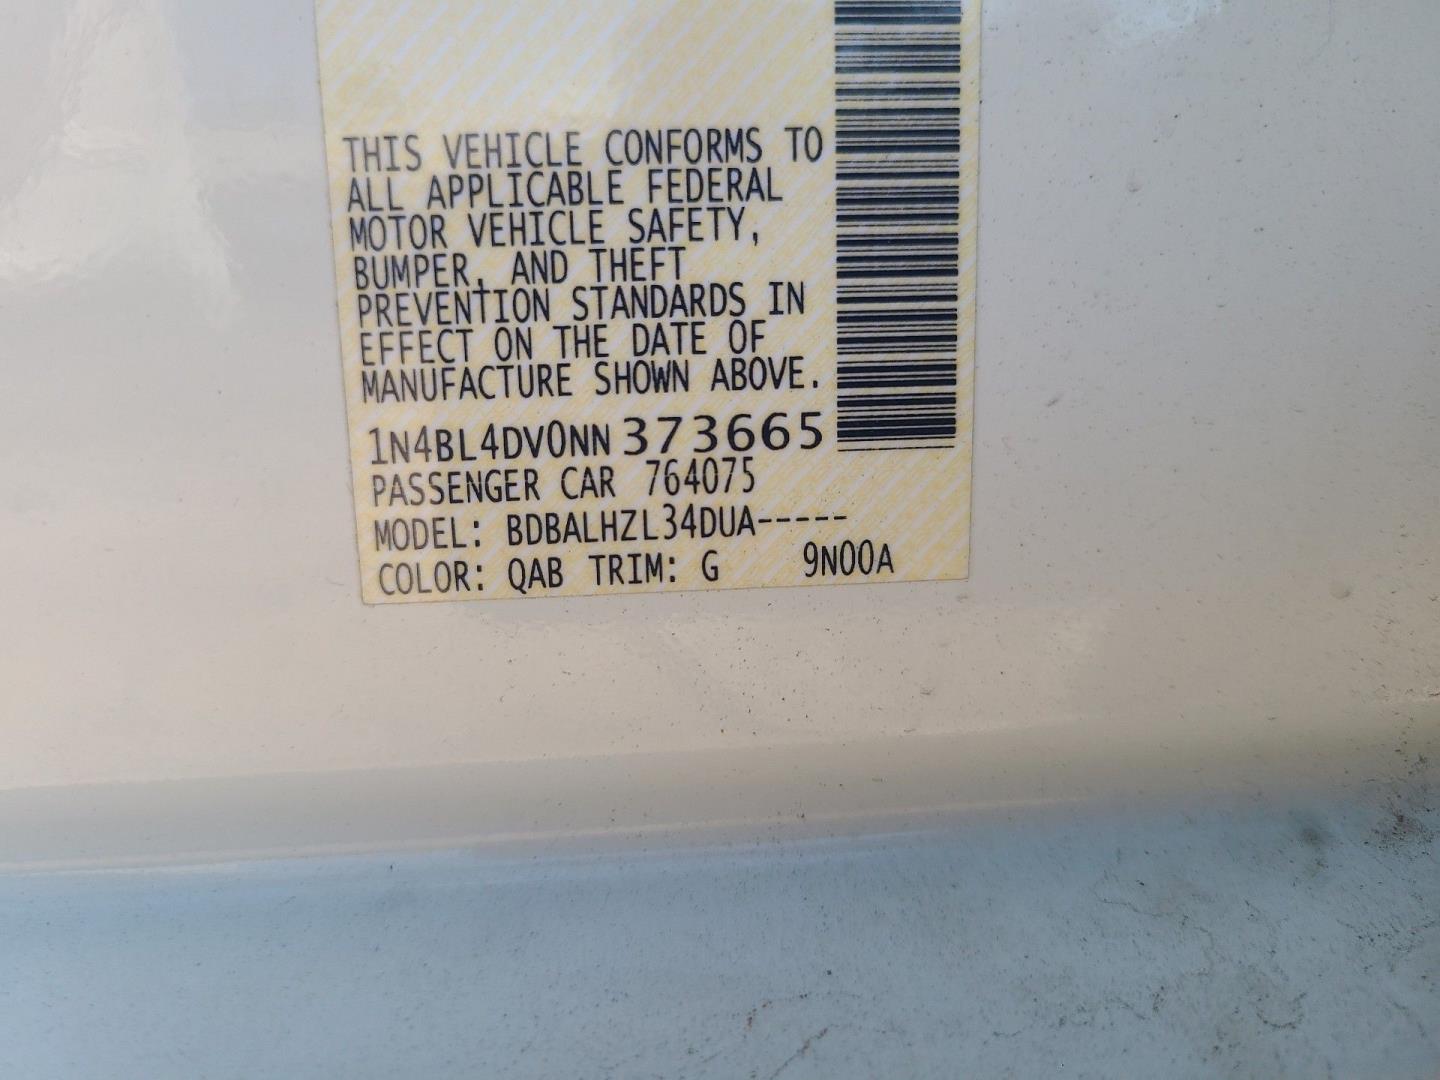 THIS VEHICLE CONFORMS TO
ALL APPLICABLE FEDERAL
MOTOR VEHICLE SAFETY,
BUMPER, AND THEFT
PREVENTION STANDARDS IN
EFFECT ON THE DATE OF
MANUFACTURE SHOWN ABOVE.
1N4BL4DV0NN373665
PASSENGER CAR 764075
MODEL: BDBALHZL34DUA-----
COLOR: QAB TRIM: G 9N00A